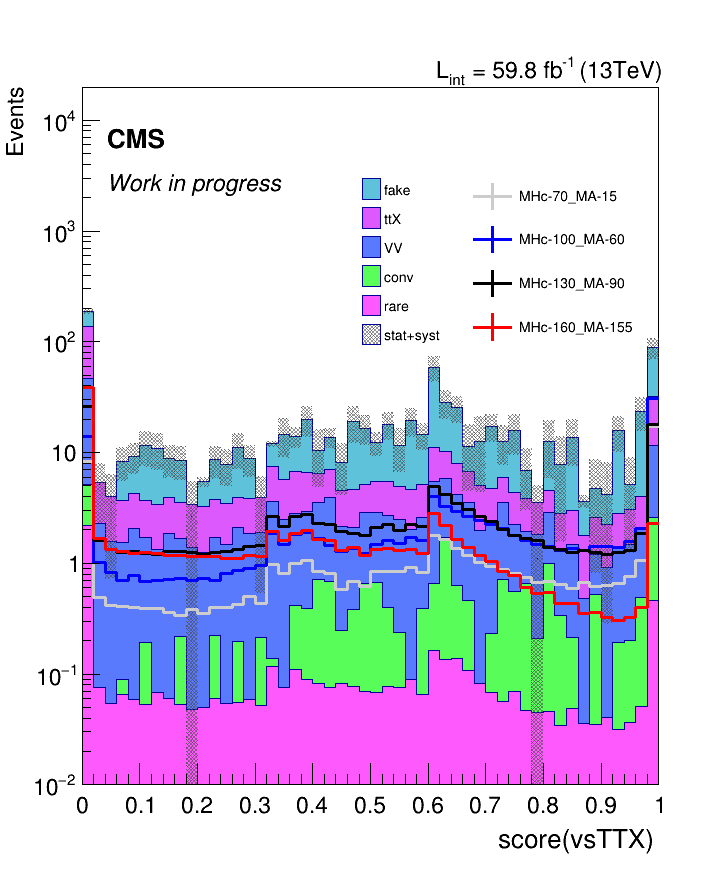 L_int = 59.8 fb^-1 (13TeV)
Events
CMS
Work in progress
fake
ttX
VV
conv
rare
stat+syst
MHc-70_MA-15
MHc-100_MA-60
MHc-130_MA-90
MHc-160_MA-155
10^4
10^3
10^2
10
1
10^−1
10^−2
0 0.1 0.2 0.3 0.4 0.5 0.6 0.7 0.8 0.9 1
score(vsTTX)